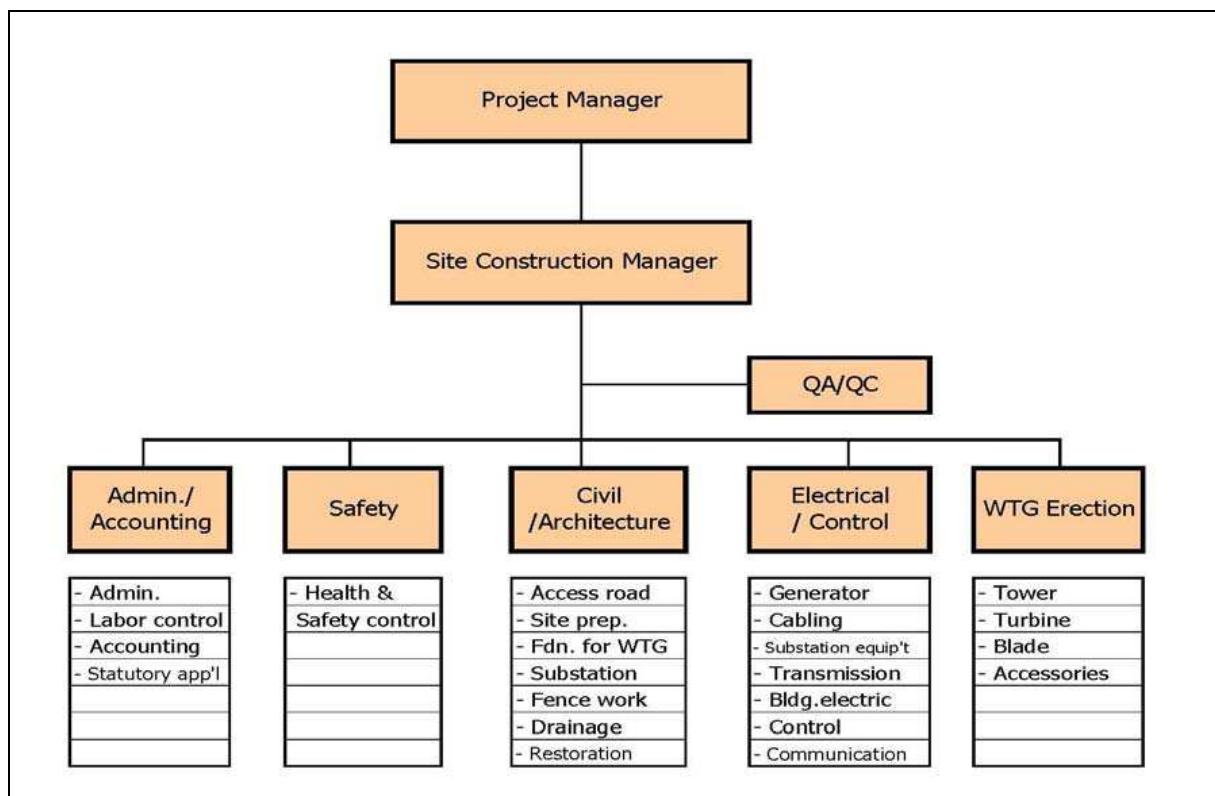 Project Manager
Site Construction Manager
QA/QC
Admin./
Accounting
Safety
Civil
/Architecture
Electrical
/ Control
WTG Erection
- Admin.
- Labor control
- Accounting
- Statutory app'l
- Health &
Safety control
- Access road
- Site prep.
- Fdn. for WTG
- Substation
- Fence work
- Drainage
- Restoration
- Generator
- Cabling
- Substation equip't
- Transmission
- Bldg.electric
- Control
- Communication
- Tower
- Turbine
- Blade
- Accessories